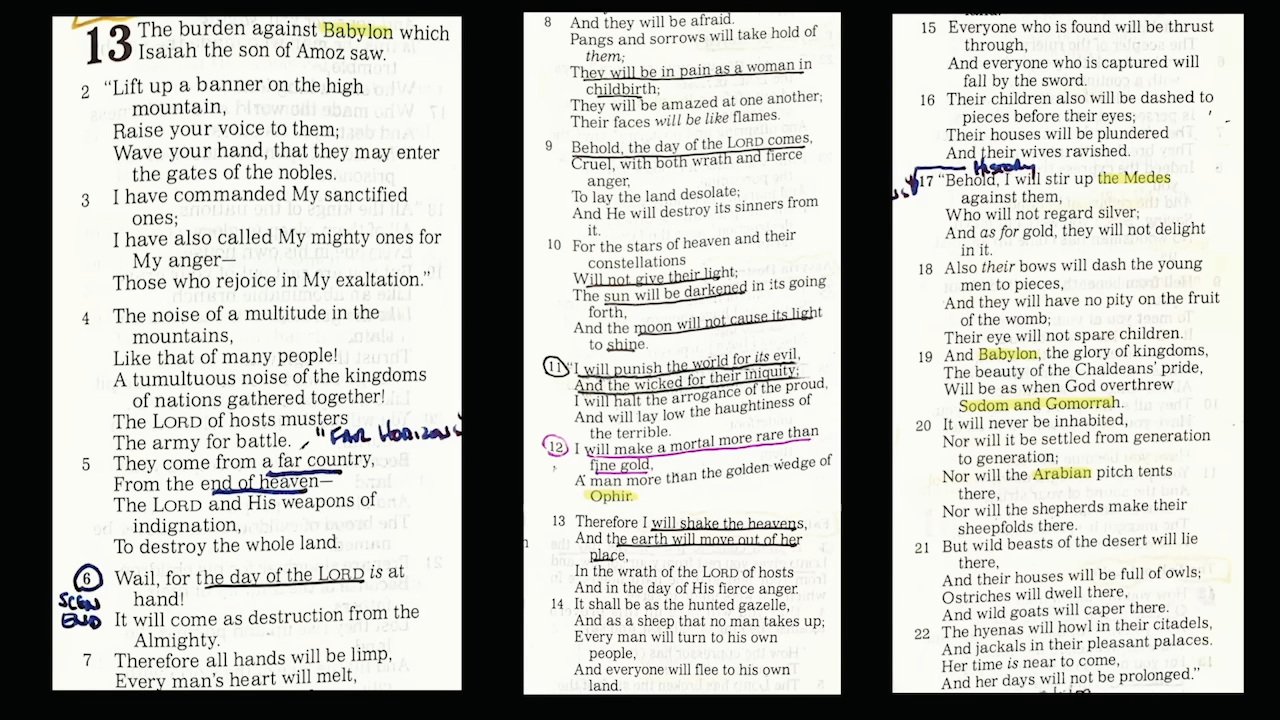 13 The burden against Babylon which
Isaiah the son of Amoz saw.
2 “Lift up a banner on the high
mountain,
Raise your voice to them;
Wave your hand, that they may enter
the gates of the nobles.
3 I have commanded My sanctified
ones;
I have also called My mighty ones for
My anger—
Those who rejoice in My exaltation.”
4 The noise of a multitude in the
mountains,
Like that of many people!
A tumultuous noise of the kingdoms
of nations gathered together!
The LORD of hosts musters
The army for battle. "FAR HORIZONS
5 They come from a far country,
From the end of heaven—
The LORD and His weapons of
indignation,
To destroy the whole land.
6 Wail, for the day of the LORD is at
hand!
It will come as destruction from the
Almighty.
END
7 Therefore all hands will be limp,
Every man’s heart will melt,
8 And they will be afraid.
Pangs and sorrows will take hold of
them;
They will be in pain as a woman in
childbirth;
They will be amazed at one another;
Their faces will be like flames.
9 Behold, the day of the LORD comes,
Cruel, with both wrath and fierce
anger,
To lay the land desolate;
And He will destroy its sinners from
it.
10 For the stars of heaven and their
constellations
Will not give their light;
The sun will be darkened in its going
forth,
And the moon will not cause its light
to shine.
11 “I will punish the world for its evil,
And the wicked for their iniquity;
I will halt the arrogance of the proud,
And will lay low the haughtiness of
the terrible.
12 I will make a mortal more rare than
fine gold,
A man more than the golden wedge of
Ophir.
13 Therefore I will shake the heavens,
And the earth will move out of her
place,
In the wrath of the LORD of hosts
And in the day of His fierce anger.
14 It shall be as the hunted gazelle,
And as a sheep that no man takes up;
Every man will turn to his own
people,
And everyone will flee to his own
land.
15 Everyone who is found will be thrust
through,
And everyone who is captured will
fall by the sword.
16 Their children also will be dashed to
pieces before their eyes;
Their houses will be plundered
And their wives ravished.
History
17 “Behold, I will stir up the Medes
against them,
Who will not regard silver;
And as for gold, they will not delight
in it.
18 Also their bows will dash the young
men to pieces,
And they will have no pity on the fruit
of the womb;
Their eye will not spare children.
19 And Babylon, the glory of kingdoms,
The beauty of the Chaldeans’ pride,
Will be as when God overthrew
Sodom and Gomorrah.
20 It will never be inhabited,
Nor will it be settled from generation
to generation;
Nor will the Arabian pitch tents
there,
Nor will the shepherds make their
sheepfolds there.
21 But wild beasts of the desert will lie
there,
And their houses will be full of owls;
Ostriches will dwell there,
And wild goats will caper there.
22 The hyenas will howl in their citadels,
And jackals in their pleasant palaces.
Her time is near to come,
And her days will not be prolonged.”